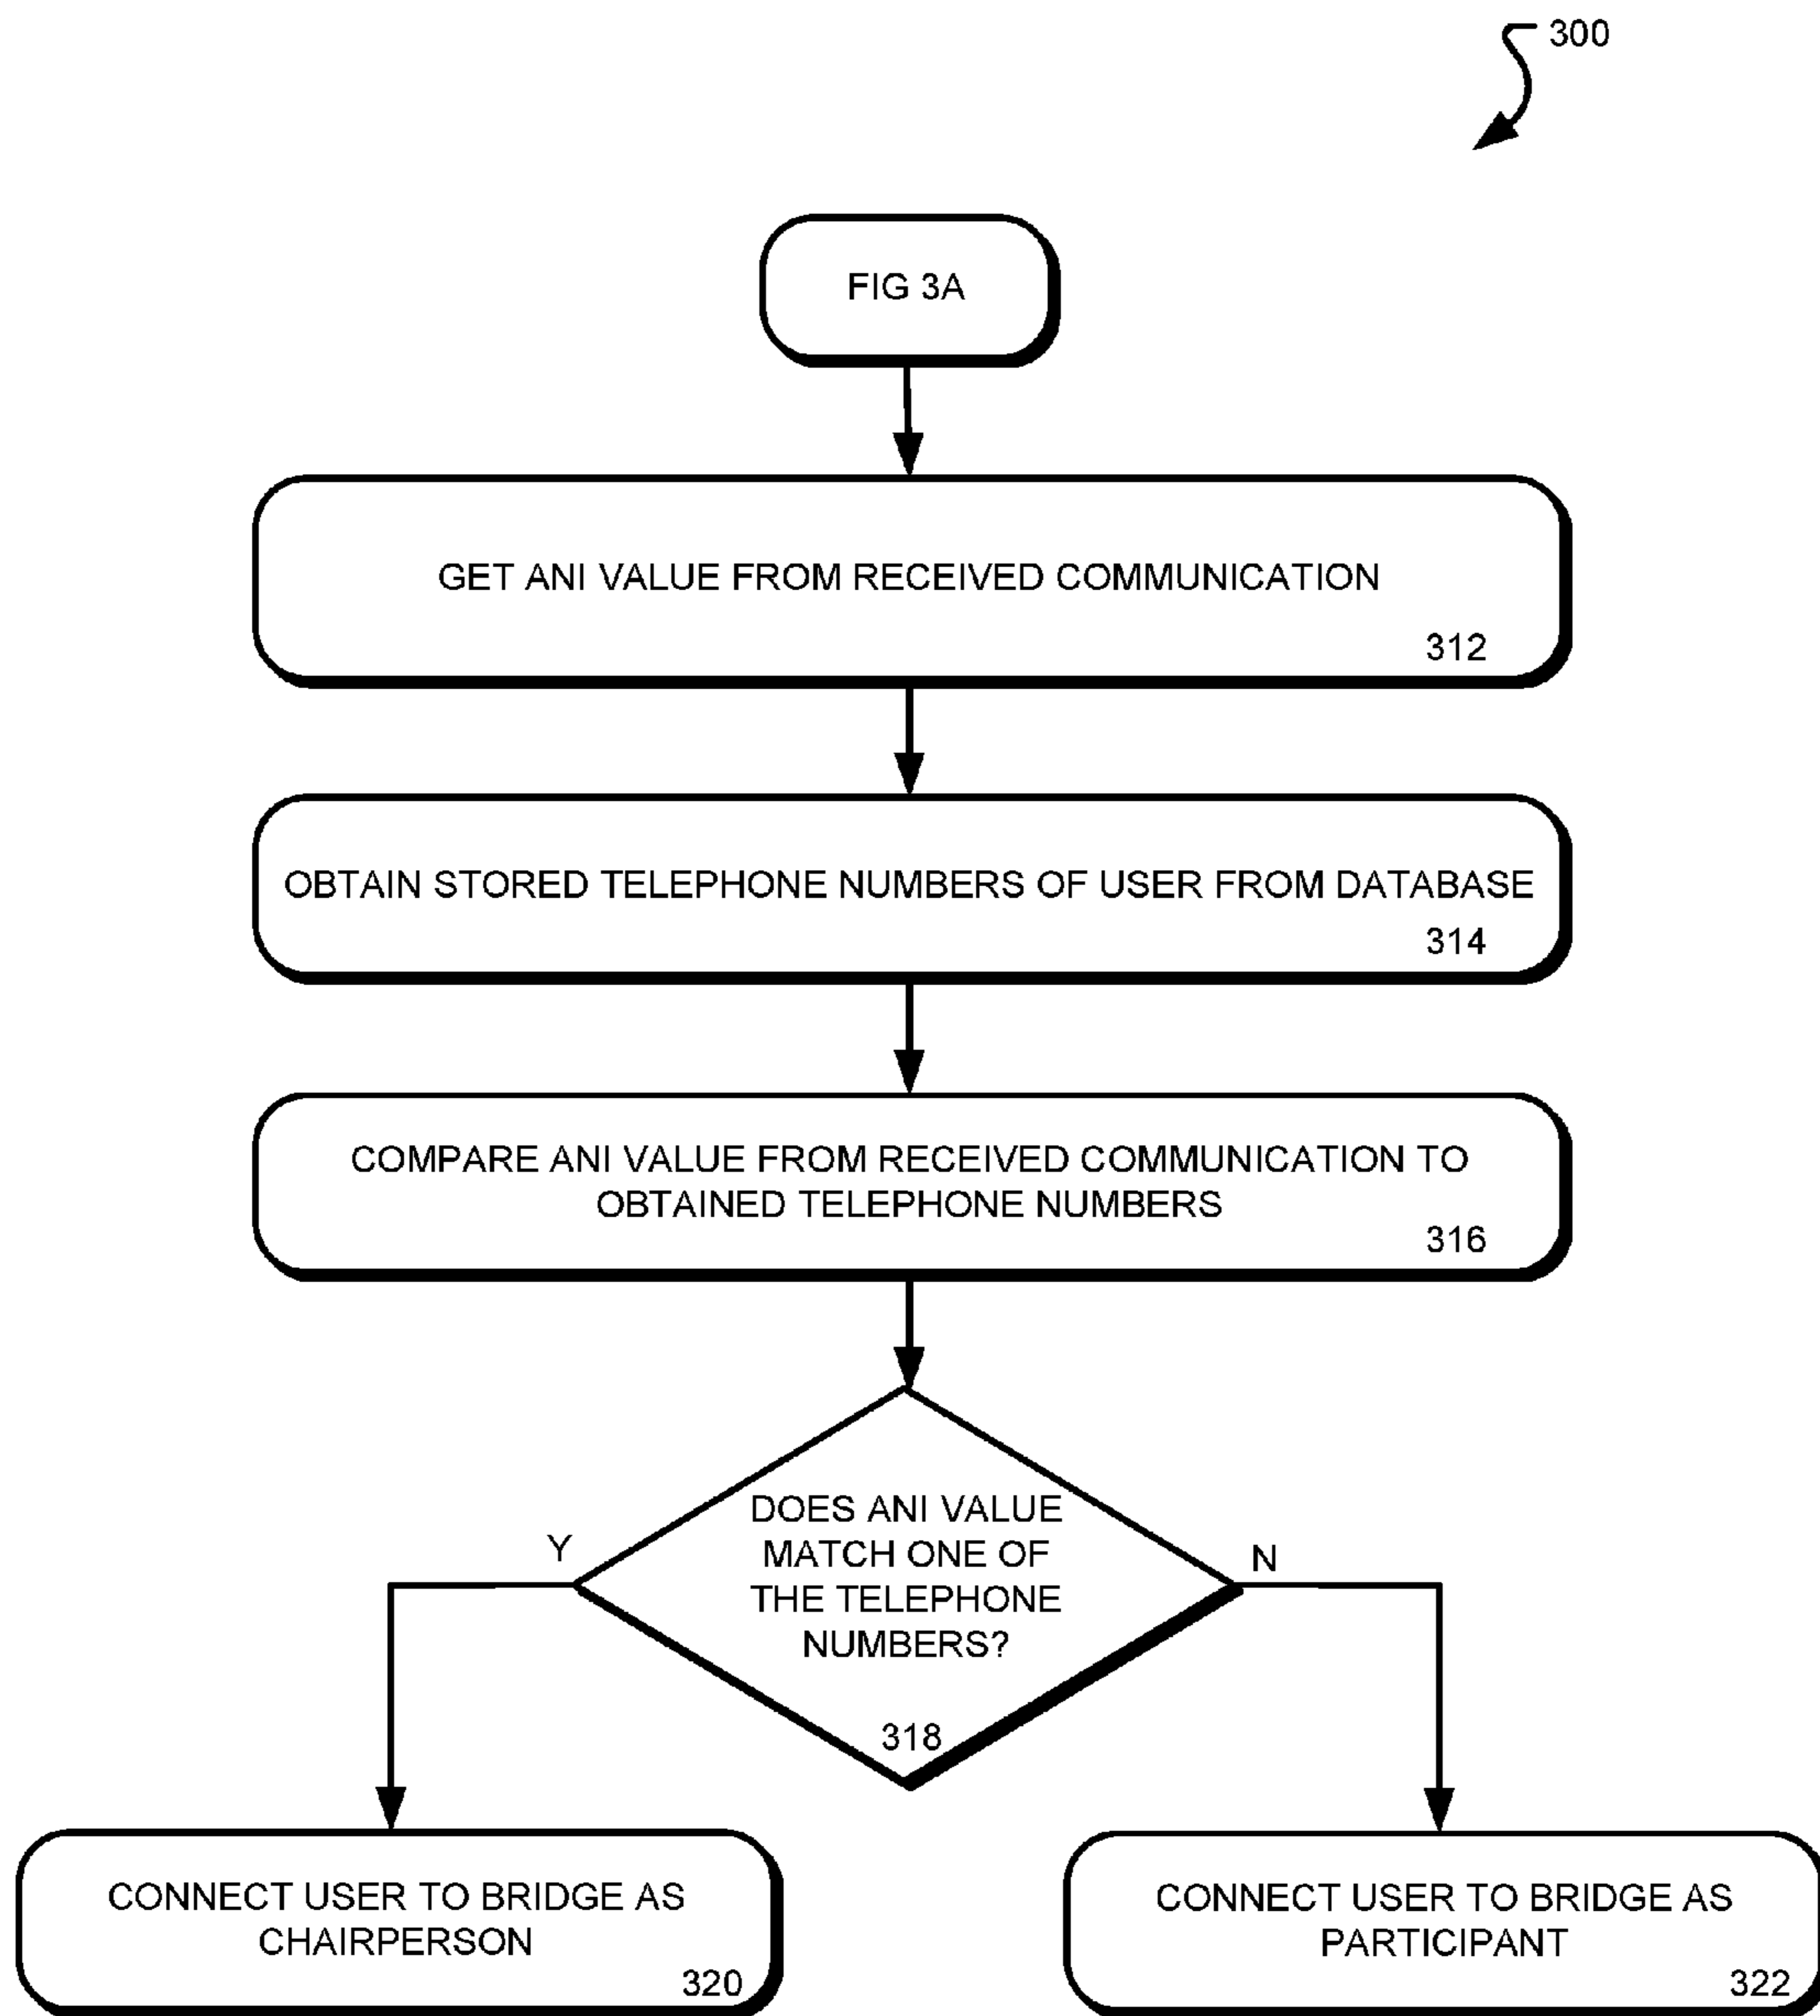 300
FIG 3A
GET ANI VALUE FROM RECEIVED COMMUNICATION
312
OBTAIN STORED TELEPHONE NUMBERS OF USER FROM DATABASE
314
COMPARE ANI VALUE FROM RECEIVED COMMUNICATION TO
OBTAINED TELEPHONE NUMBERS
316
DOES ANI VALUE
MATCH ONE OF
THE TELEPHONE
NUMBERS?
318
Y
N
CONNECT USER TO BRIDGE AS
CHAIRPERSON
320
CONNECT USER TO BRIDGE AS
PARTICIPANT
322